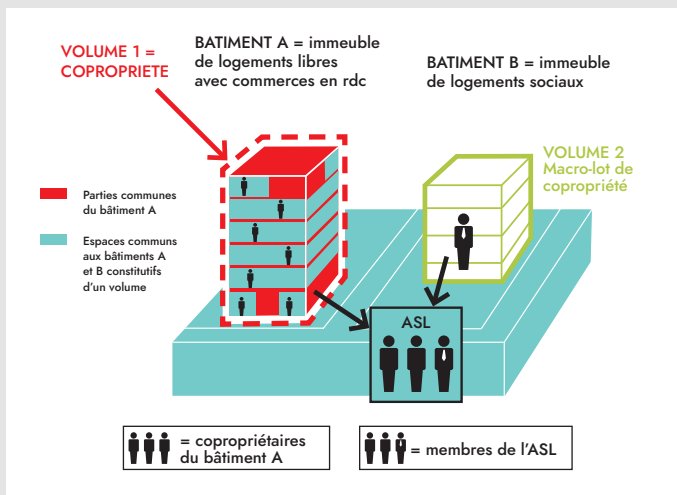 VOLUME 1 =
COPROPRIETE
BATIMENT A = immeuble
de logements libres
avec commerces en rdc
BATIMENT B = immeuble
de logements sociaux
VOLUME 2
Macro-lot de
copropriété
Parties communes
du bâtiment A
Espaces communs
aux bâtiments A
et B constitutifs
d'un volume
ASL
= copropriétaires
du bâtiment A
= membres de l'ASL